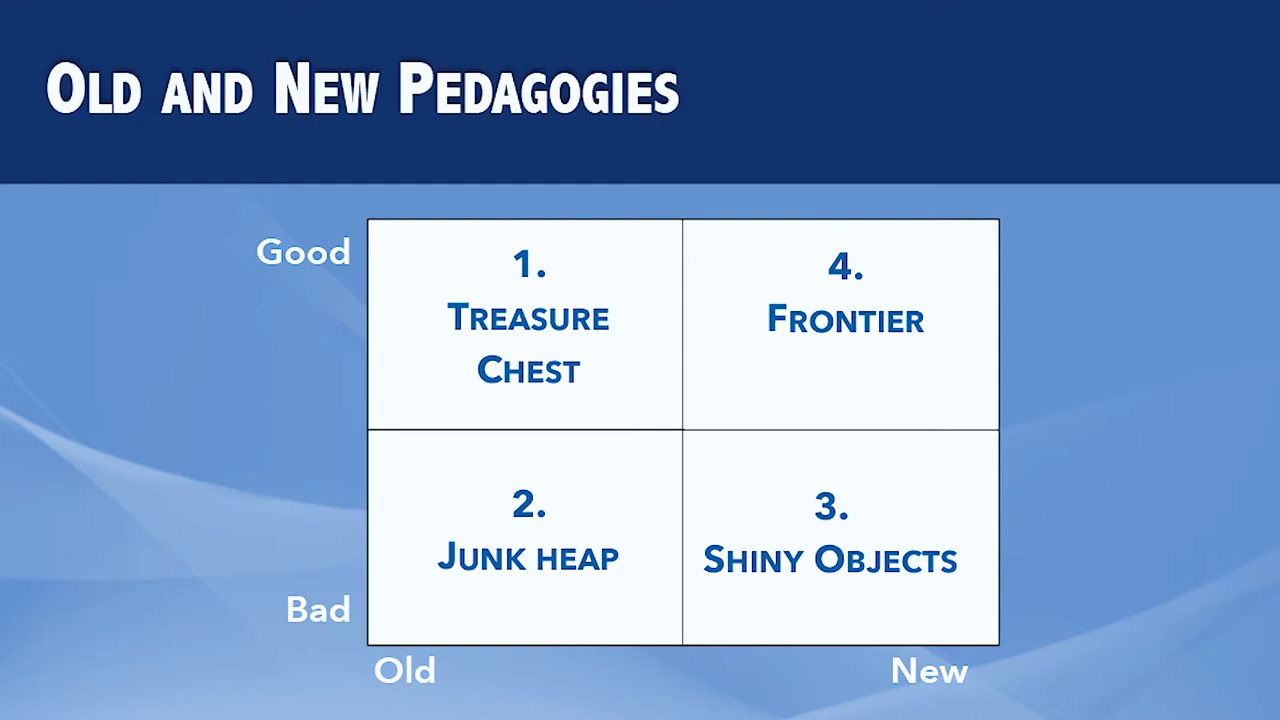 Old and New Pedagogies
Good
1.
Treasure
Chest
4.
Frontier
2.
Junk heap
3.
Shiny Objects
Bad
Old
New